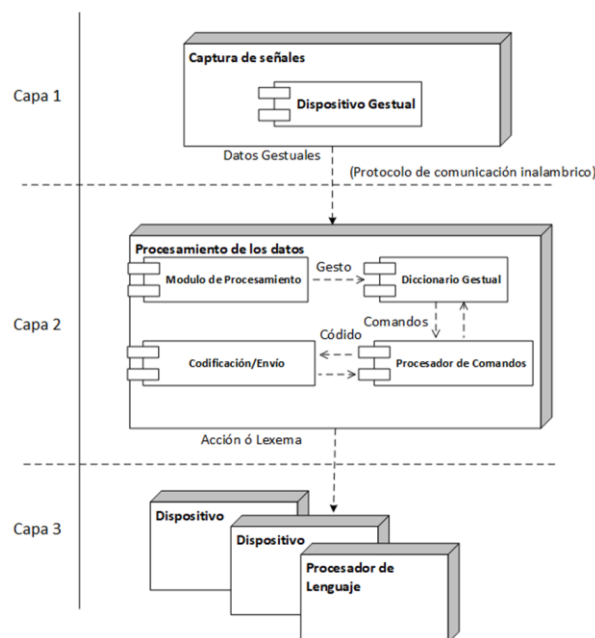 Capa 1
Captura de señales
Dispositivo Gestual
Datos Gestuales
(Protocolo de comunicación inalambrico)
Capa 2
Procesamiento de los datos
Modulo de Procesamiento
Gesto
Diccionario Gestual
Comandos
Códido
Codificación/Envío
Procesador de Comandos
Acción ó Lexema
Capa 3
Dispositivo
Dispositivo
Procesador de
Lenguaje